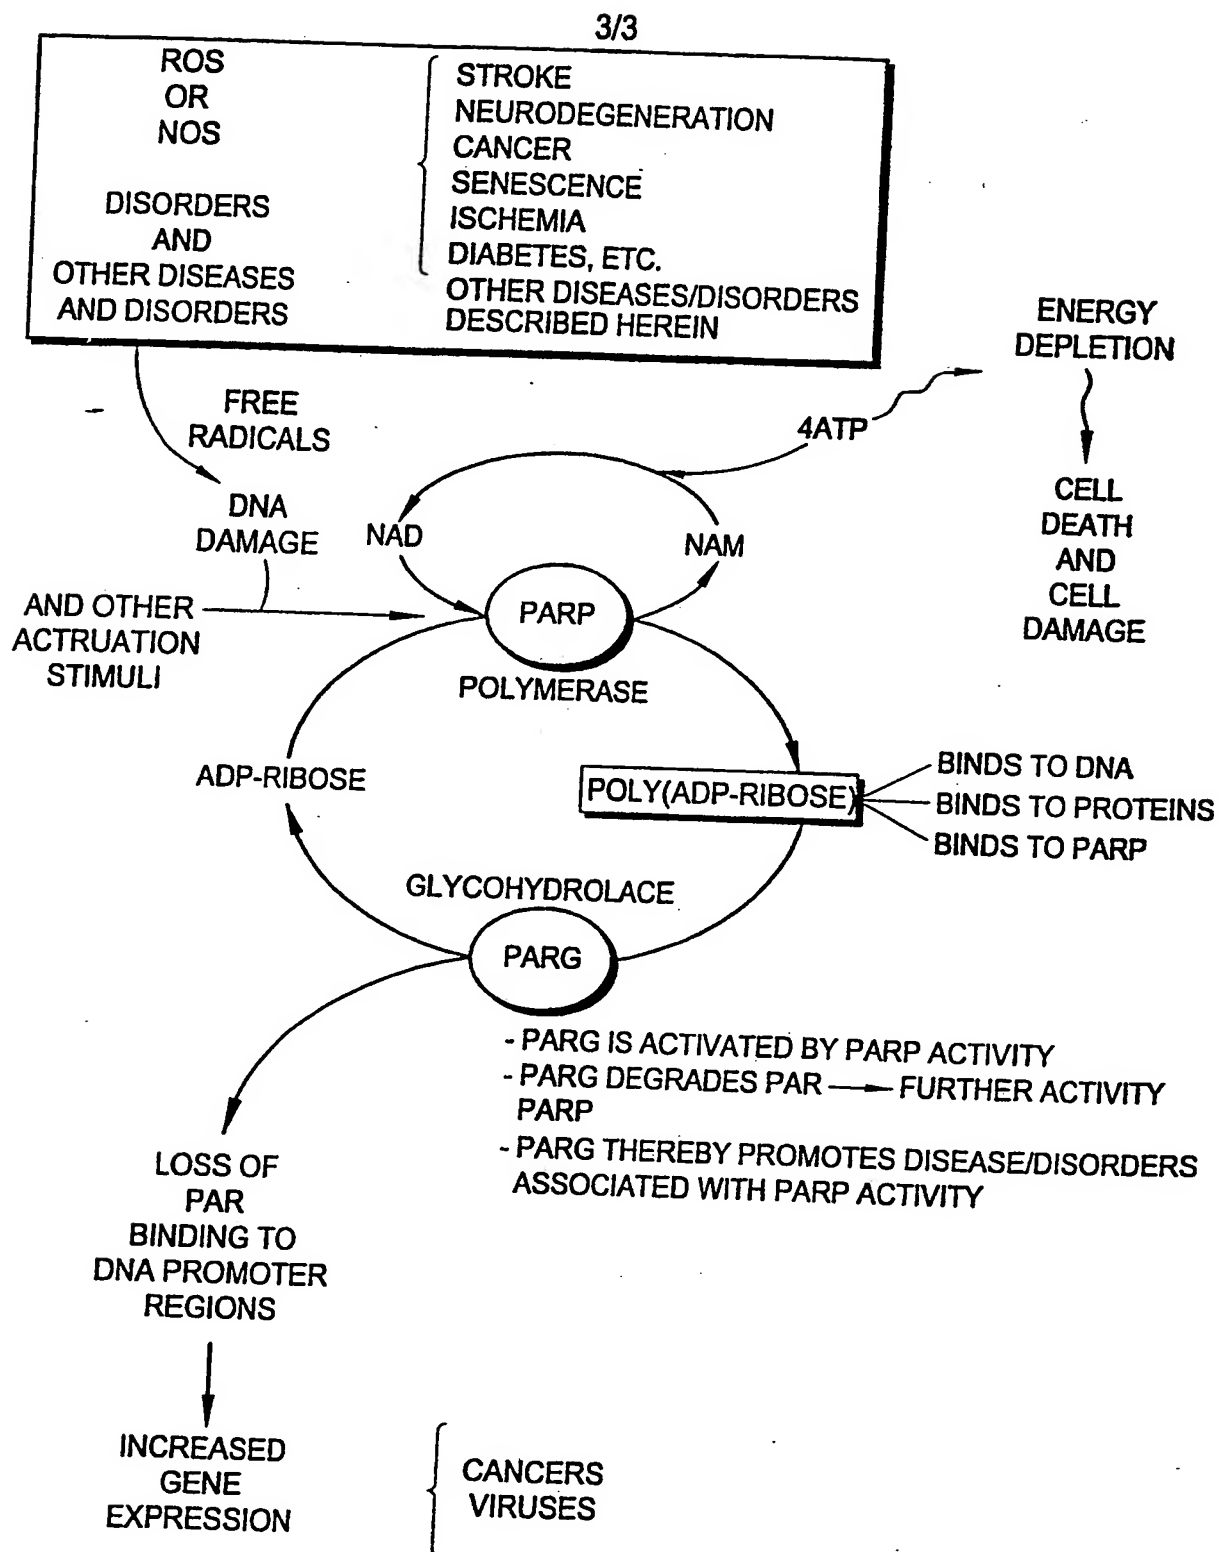 3/3
ROS
OR
NOS
DISORDERS
AND
OTHER DISEASES
AND DISORDERS
STROKE
NEURODEGENERATION
CANCER
SENESCENCE
ISCHEMIA
DIABETES, ETC.
OTHER DISEASES/DISORDERS
DESCRIBED HEREIN
ENERGY
DEPLETION
FREE
RADICALS
4ATP
CELL
DEATH
AND
CELL
DAMAGE
DNA
DAMAGE
NAD
NAM
AND OTHER
ACTRUATION
STIMULI
PARP
POLYMERASE
ADP-RIBOSE
POLY(ADP-RIBOSE)
BINDS TO DNA
BINDS TO PROTEINS
BINDS TO PARP
GLYCOHYDROLACE
PARG
- PARG IS ACTIVATED BY PARP ACTIVITY
- PARG DEGRADES PAR → FURTHER ACTIVITY
PARP
- PARG THEREBY PROMOTES DISEASE/DISORDERS
ASSOCIATED WITH PARP ACTIVITY
LOSS OF
PAR
BINDING TO
DNA PROMOTER
REGIONS
INCREASED
GENE
EXPRESSION
CANCERS
VIRUSES